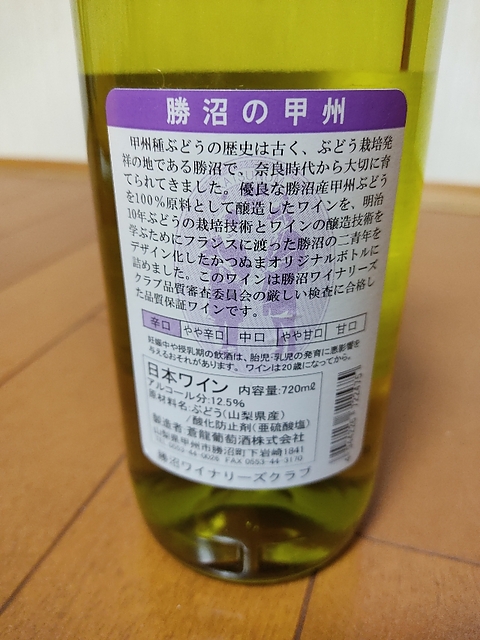 勝沼の甲州
甲州種ぶどうの歴史は古く、ぶどう栽培発
祥の地である勝沼で、奈良時代から大切に育
てられてきました。優良な勝沼産甲州ぶどう
を100%原料として醸造したワインを、明治
10年ぶどうの栽培技術とワインの醸造技術を
学ぶためにフランスに渡った勝沼の二青年を
デザイン化したかつぬまオリジナルボトルに
詰めました。このワインは勝沼ワイナリーズ
クラブ品質審査委員会の厳しい検査に合格し
た品質保証ワインです。
辛口 やや辛口 中口 やや甘口 甘口
妊娠中や授乳期の飲酒は、胎児・乳児の発育に悪影響を
与えるおそれがあります。ワインは20歳になってから。
日本ワイン 内容量:720mℓ
アルコール分:12.5%
原材料名:ぶどう(山梨県産)
/酸化防止剤(亜硫酸塩)
製造者 蒼龍葡萄酒株式会社
山梨県甲州市勝沼町下岩崎1841
TEL 0553-44-0026 FAX 0553-44-3170
勝沼ワイナリーズクラブ